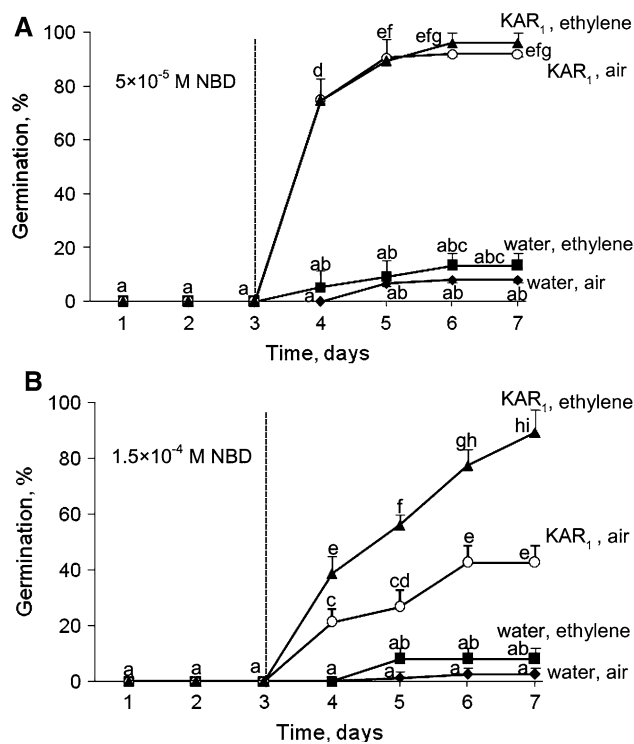 A
KAR₁, ethylene
100
ef
efg
efg
KAR₁, air
d
80
5×10⁻⁵ M NBD
60
Germination, %
40
20
water, ethylene
abc
abc
ab
ab
water, air
a
a
a
a
ab
ab
ab
0
1 2 3 4 5 6 7
Time, days
B
KAR₁, ethylene
100
hi
gh
80
1.5×10⁻⁴ M NBD
f
60
Germination, %
e
KAR₁, air
e
e
40
c
cd
20
water, ethylene
ab
ab
ab
water, air
a
a
a
a
a
a
a
0
1 2 3 4 5 6 7
Time, days